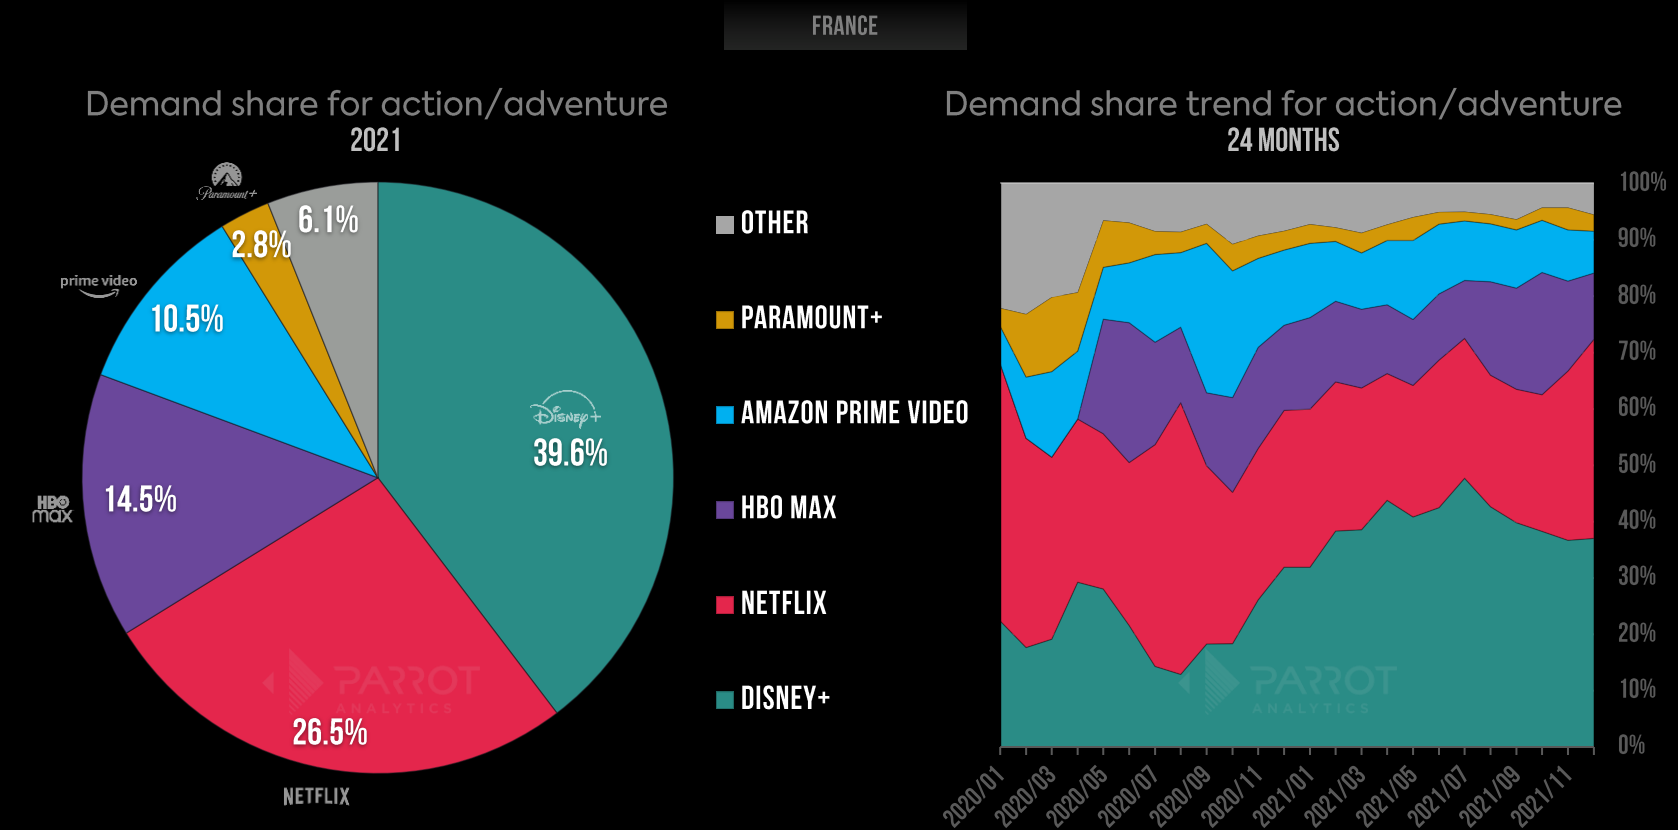 FRANCE
Demand share for action/adventure
2021
Paramount+
6.1%
2.8%
prime video
10.5%
Disney+
39.6%
HBO
max
14.5%
PARROT
ANALYTICS
26.5%
NETFLIX
OTHER
PARAMOUNT+
AMAZON PRIME VIDEO
HBO MAX
NETFLIX
DISNEY+
Demand share trend for action/adventure
24 MONTHS
100%
90%
80%
70%
60%
50%
40%
30%
20%
10%
0%
PARROT
ANALYTICS
2020/01
2020/03
2020/05
2020/07
2020/09
2020/11
2021/01
2021/03
2021/05
2021/07
2021/09
2021/11